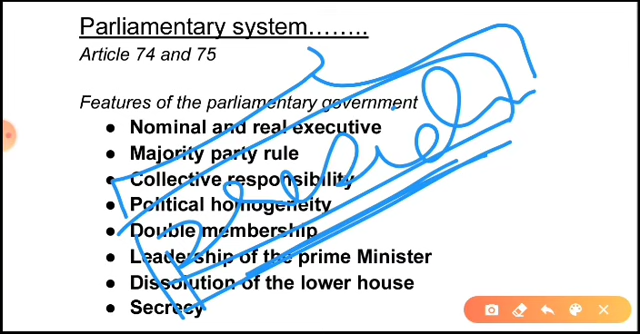 Parliamentary system........
Article 74 and 75
Features of the parliamentary government
● Nominal and real executive
● Majority party rule
● Collective responsibility
● Political homogeneity
● Double membership
● Leadership of the prime Minister
● Dissolution of the lower house
● Secrecy